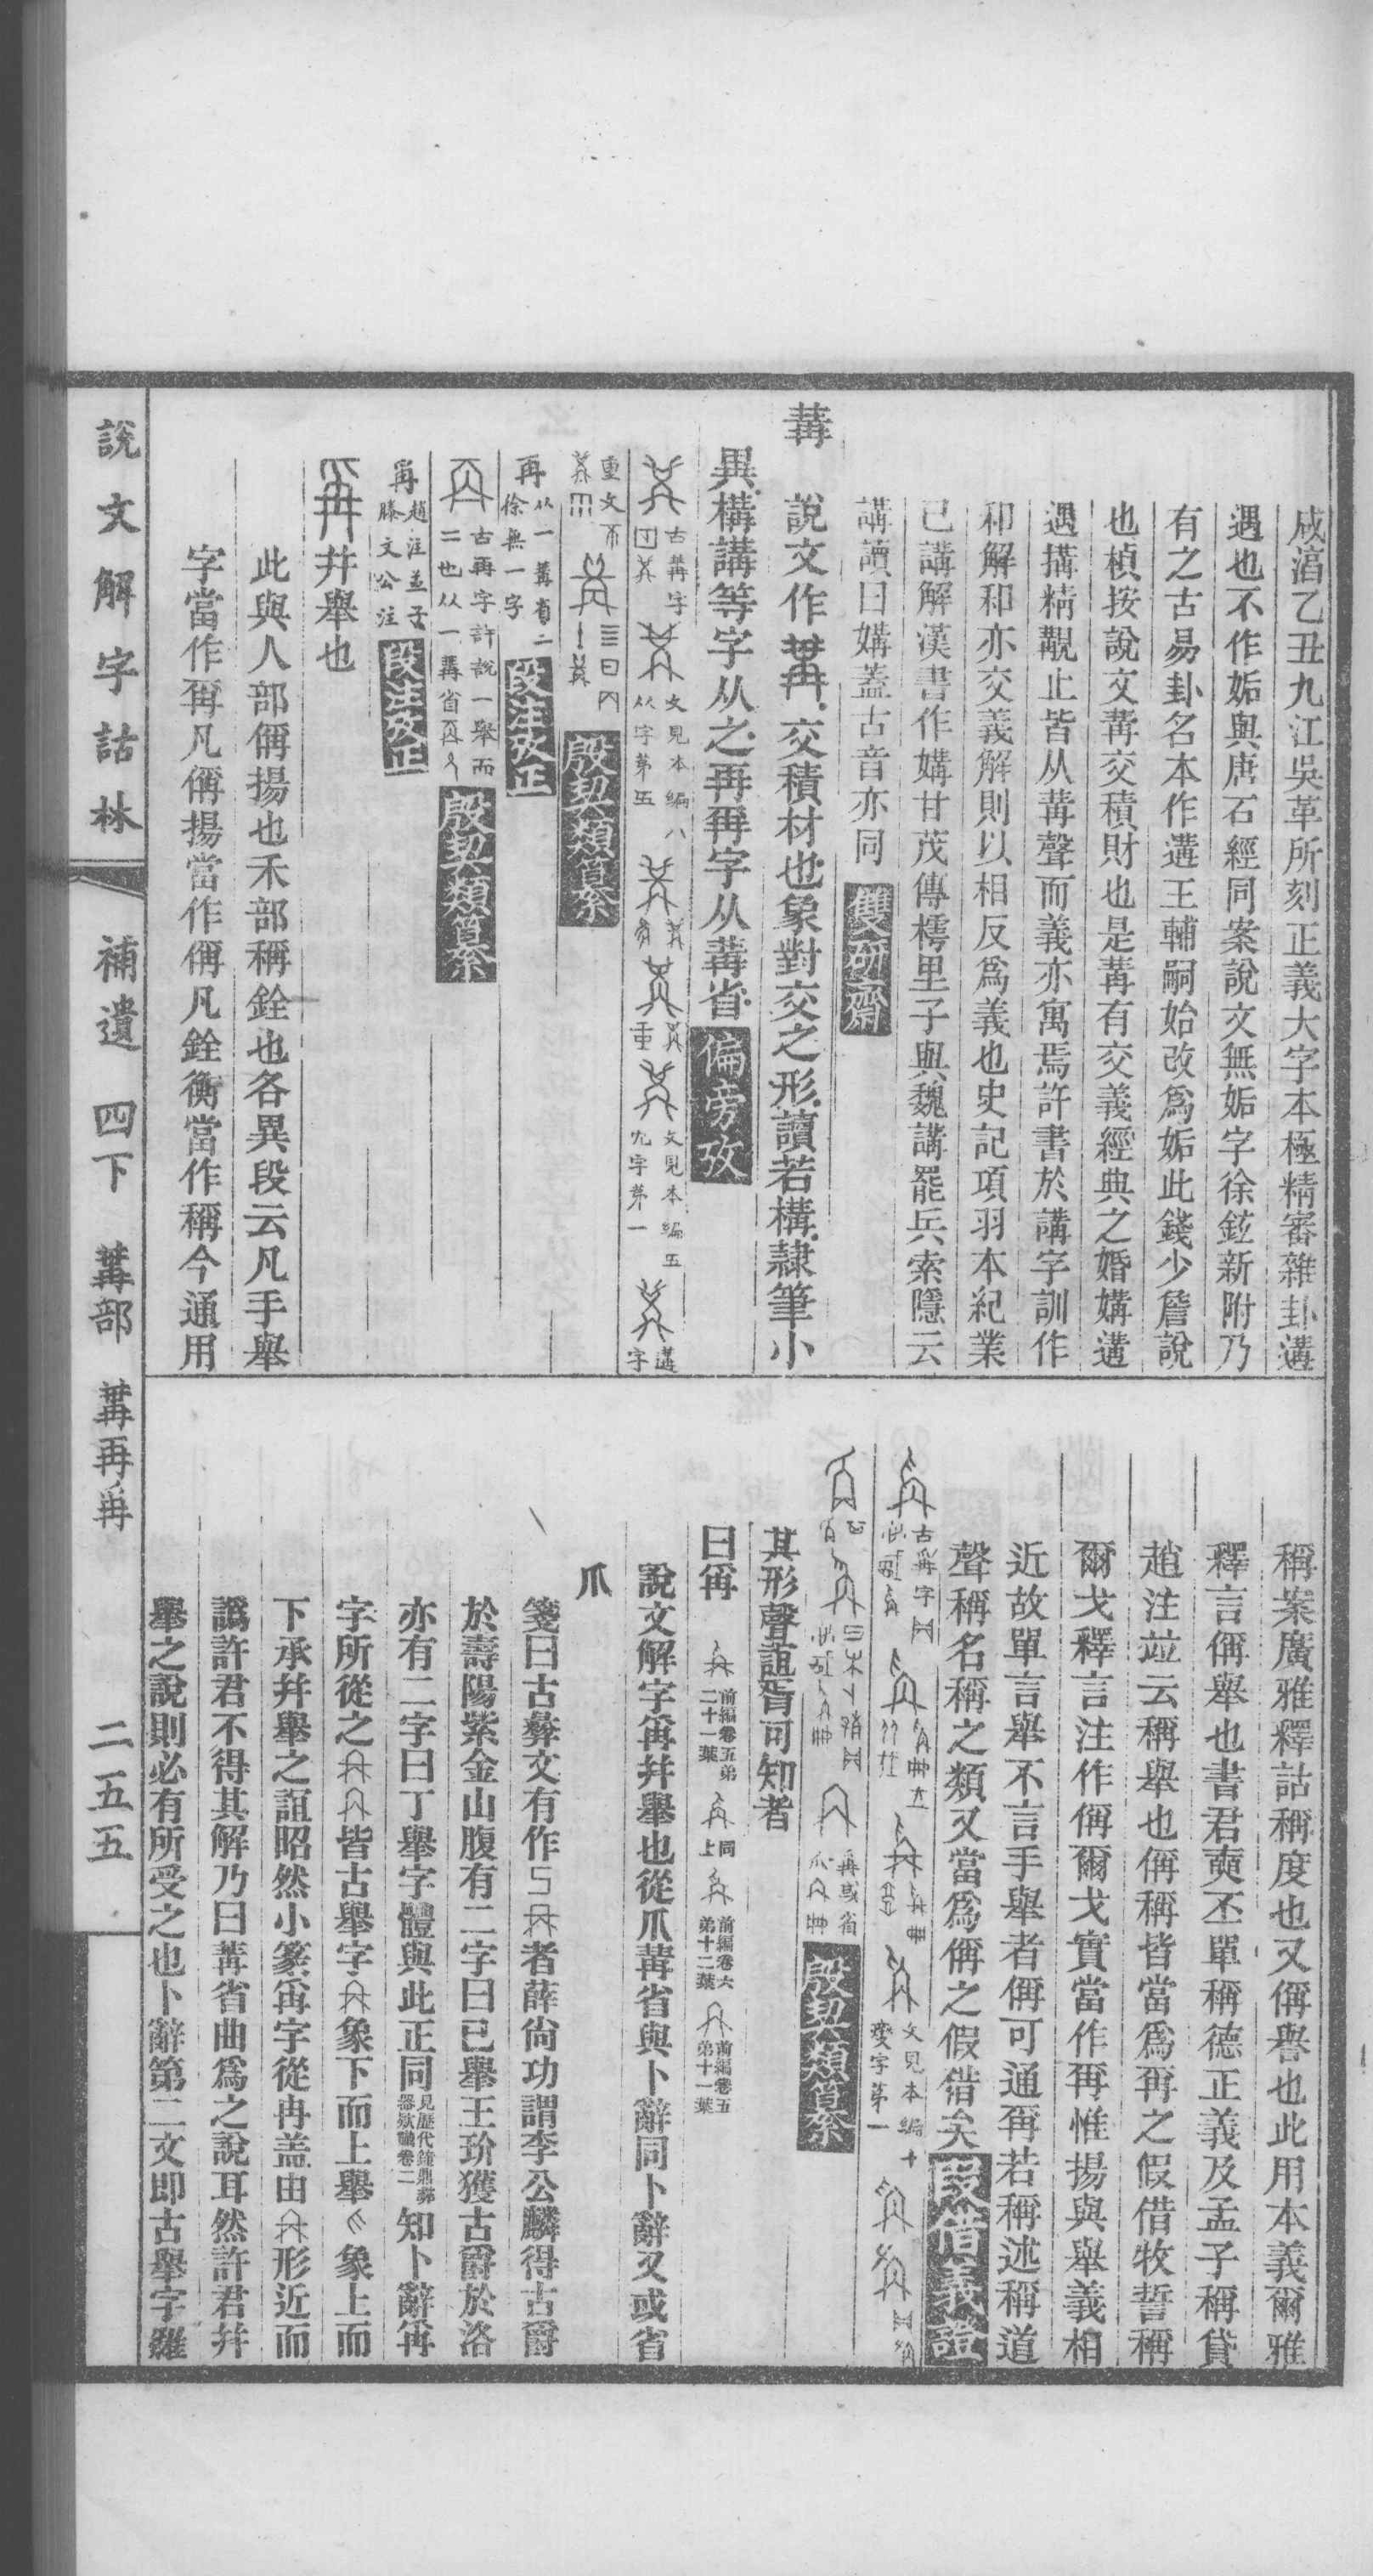 咸湻乙丑九江吳革所刻正義大字本極精審雜卦遘
遇也不作姤與唐石經同案說文無姤字徐鉉新附乃
有之古易卦名本作遘王輔嗣始改爲姤此錢少詹說
也楨按說文冓交積財也是冓有交義經典之婚媾遘
遇搆精覯止皆从冓聲而義亦寓焉許書於講字訓作
和解和亦交義解則以相反爲義也史記項羽本紀業
已講解漢書作媾甘茂傳樗里子與魏講罷兵索隱云
講讀曰媾蓋古音亦同 雙研齋
冓
說文作冓交積材也象對交之形讀若構隷筆小
異構講等字从之再爯字从冓省 偏旁攷
古冓字 文見本編八 从字第五 文見本編五 九字第一 遘字
重文 殷契類纂
再 从一冓省二徐無一字 段注攷正
古再字許說一舉而二也从一冓省 殷契類纂
爯 趙注孟子滕文公注 段注攷正
爯 幷舉也
此與人部偁揚也禾部稱銓也各異段云凡手舉
字當作爯凡偁揚當作偁凡銓衡當作稱今通用
稱案廣雅釋詁稱度也又偁譽也此用本義爾雅
釋言偁舉也書君奭丕單稱德正義及孟子稱貸
趙注竝云稱舉也偁稱皆當爲爯之假借牧誓稱
爾戈釋言注作偁爾戈實當作爯惟揚與舉義相
近故單言舉不言手舉者偁可通爯若稱述稱道
聲稱名稱之類又當爲偁之假借矣 段借義證
古爯字 文見本編十 字第一
爯或省 殷契類纂
其形聲誼胥可知者
曰爯 前編卷五弟二十一葉 同上 前編卷六弟十二葉 前編卷五弟十一葉
說文解字爯幷舉也從爪冓省與卜辭同卜辭又或省
爪
箋曰古彝文有作 者薛尙功謂李公麟得古爵
於壽陽紫金山腹有二字曰已舉王玠獲古爵於洛
亦有二字曰丁舉字體與此正同 見歷代鐘鼎彝器款識卷二 知卜辭爯
字所從之 皆古舉字 象下而上舉 象上而
下承幷舉之誼昭然小篆爯字從冉盖由 形近而
譌許君不得其解乃曰冓省曲爲之說耳然許君幷
舉之說則必有所受之也卜辭第二文卽古舉字羅
說文解字詁林 補遺 四下 冓部 冓再爯 二五五